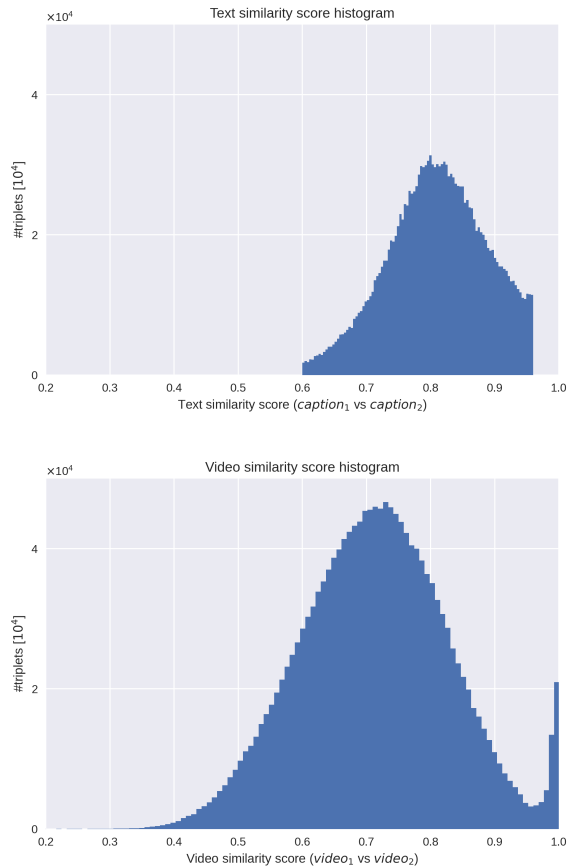 Text similarity score histogram
×10⁴
4
2
0
#triplets [10⁴]
0.2 0.3 0.4 0.5 0.6 0.7 0.8 0.9 1.0
Text similarity score (caption₁ vs caption₂)
Video similarity score histogram
×10⁴
4
2
0
#triplets [10⁴]
0.2 0.3 0.4 0.5 0.6 0.7 0.8 0.9 1.0
Video similarity score (video₁ vs video₂)